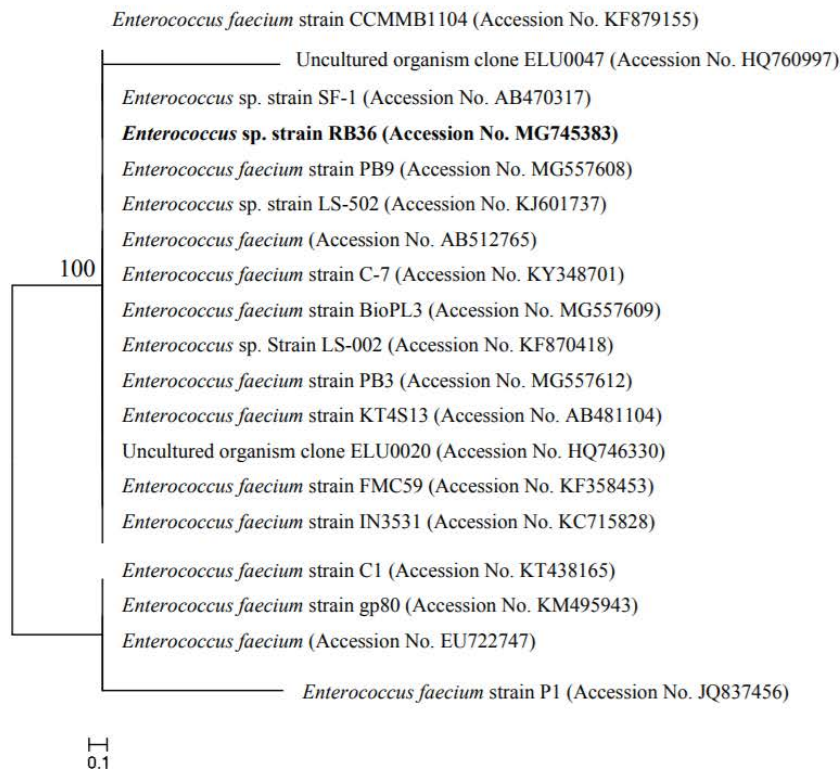 Enterococcus faecium strain CCMMB1104 (Accession No. KF879155)
Uncultured organism clone ELU0047 (Accession No. HQ760997)
Enterococcus sp. strain SF-1 (Accession No. AB470317)
Enterococcus sp. strain RB36 (Accession No. MG745383)
Enterococcus faecium strain PB9 (Accession No. MG557608)
Enterococcus sp. strain LS-502 (Accession No. KJ601737)
Enterococcus faecium (Accession No. AB512765)
100
Enterococcus faecium strain C-7 (Accession No. KY348701)
Enterococcus faecium strain BioPL3 (Accession No. MG557609)
Enterococcus sp. Strain LS-002 (Accession No. KF870418)
Enterococcus faecium strain PB3 (Accession No. MG557612)
Enterococcus faecium strain KT4S13 (Accession No. AB481104)
Uncultured organism clone ELU0020 (Accession No. HQ746330)
Enterococcus faecium strain FMC59 (Accession No. KF358453)
Enterococcus faecium strain IN3531 (Accession No. KC715828)
Enterococcus faecium strain C1 (Accession No. KT438165)
Enterococcus faecium strain gp80 (Accession No. KM495943)
Enterococcus faecium (Accession No. EU722747)
Enterococcus faecium strain P1 (Accession No. JQ837456)
0.1